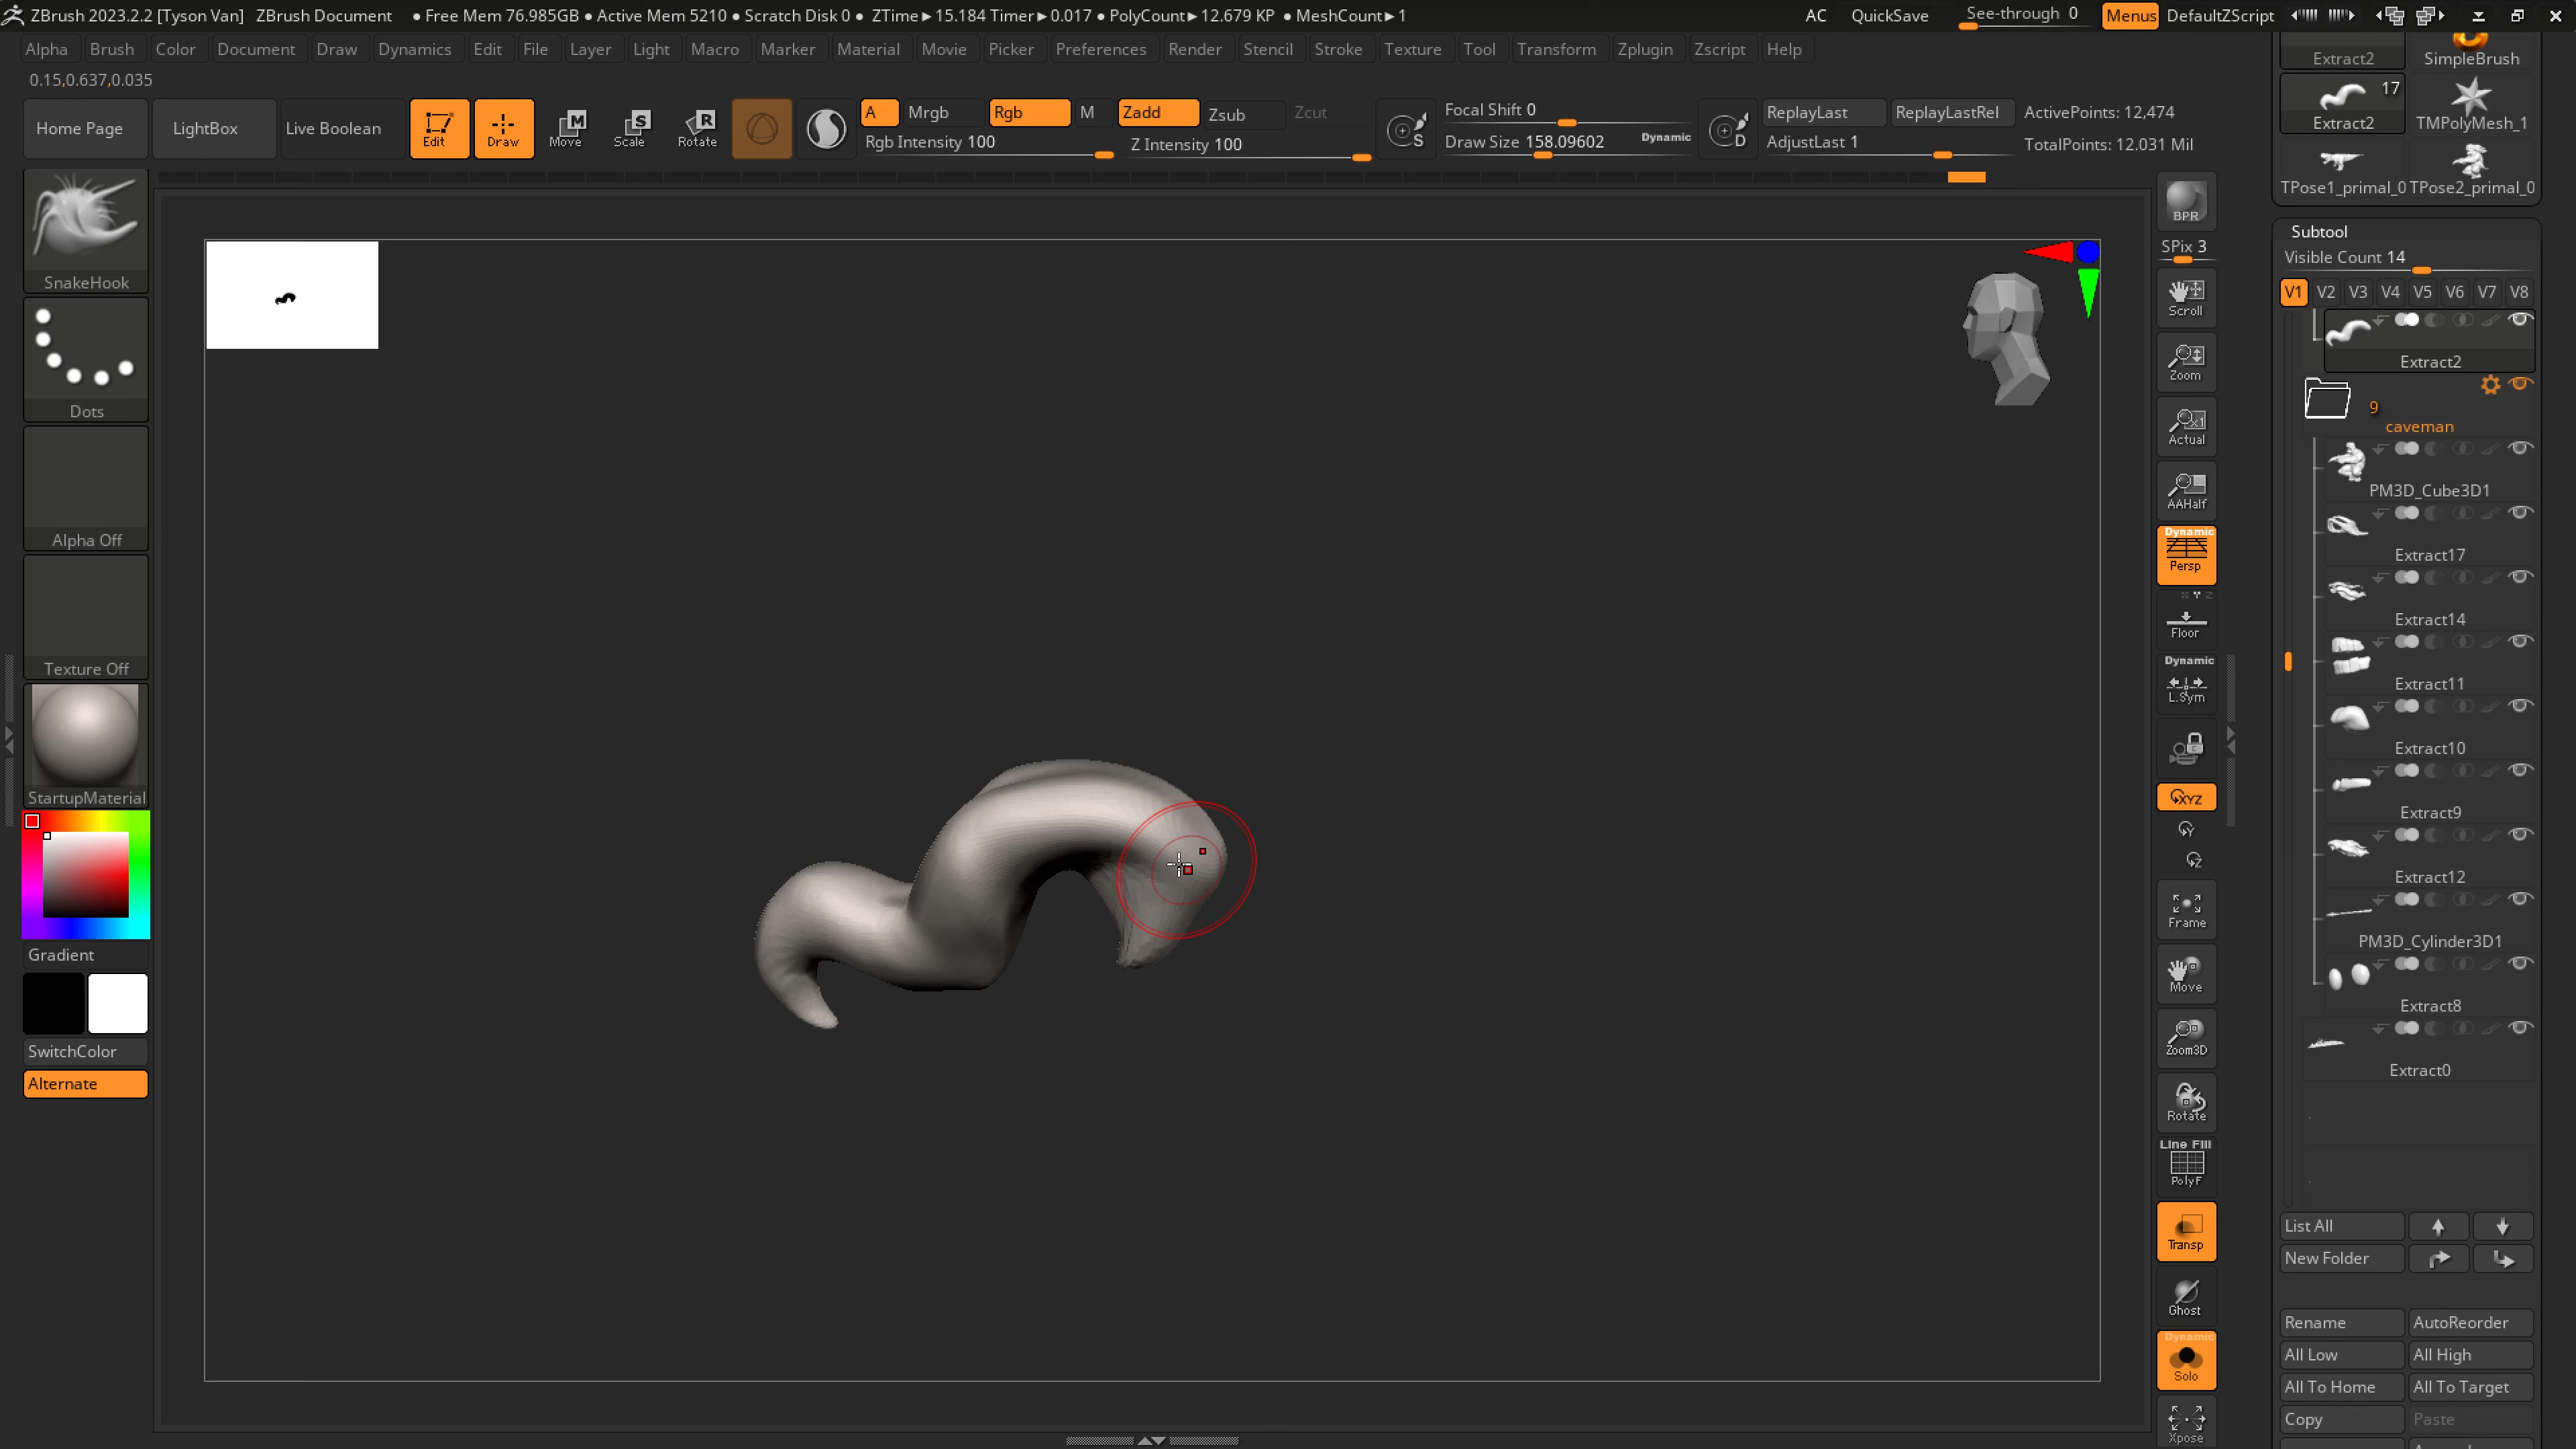 ZBrush 2023.2.2 [Tyson Van] ZBrush Document ● Free Mem 76.985GB ● Active Mem 5210 ● Scratch Disk 0 ● ZTime►15.184 Timer►0.017 ● PolyCount►12.679 KP ● MeshCount►1 AC QuickSave See-through 0 Menus DefaultZScript
Alpha Brush Color Document Draw Dynamics Edit File Layer Light Macro Marker Material Movie Picker Preferences Render Stencil Stroke Texture Tool Transform Zplugin Zscript Help
0.15,0.637,0.035
Home Page LightBox Live Boolean Edit Draw Move Scale Rotate
A Mrgb Rgb M Zadd Zsub Zcut
Rgb Intensity 100 Z Intensity 100
Focal Shift 0
Draw Size 158.09602 Dynamic
ReplayLast ReplayLastRel ActivePoints: 12,474
AdjustLast 1 TotalPoints: 12.031 Mil
SnakeHook
Dots
Alpha Off
Texture Off
StartupMaterial
Gradient
SwitchColor
Alternate
BPR
SPix 3
Scroll
Zoom
Actual
AAHalf
Dynamic
Persp
Floor
Dynamic
L.Sym
XYZ
Y
Z
Frame
Move
Zoom3D
Rotate
Line Fill
PolyF
Transp
Ghost
Dynamic
Solo
Xpose
Extract2 SimpleBrush
17
Extract2 TMPolyMesh_1
TPose1_primal_0 TPose2_primal_0
Subtool
Visible Count 14
V1 V2 V3 V4 V5 V6 V7 V8
Extract2
9
caveman
PM3D_Cube3D1
Extract17
Extract14
Extract11
Extract10
Extract9
Extract12
PM3D_Cylinder3D1
Extract8
Extract0
List All
New Folder
Rename AutoReorder
All Low All High
All To Home All To Target
Copy Paste